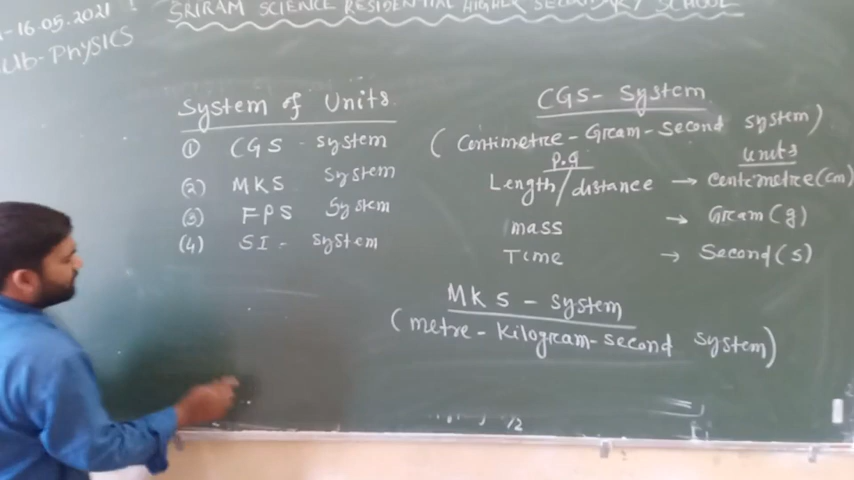 SRIRAM SCIENCE RESIDENTIAL HIGHER SECONDARY SCHOOL
16.05.2021
ub-Physics
System of Units
(1) CGS - system
(2) MKS System
(3) FPS System
(4) SI - system
CGS - System
(Centimetre - Gram - Second system)
P.Q units
Length/distance → centimetre(cm)
mass → Gram(g)
Time → Second(s)
MKS - System
(metre - Kilogram - second system)